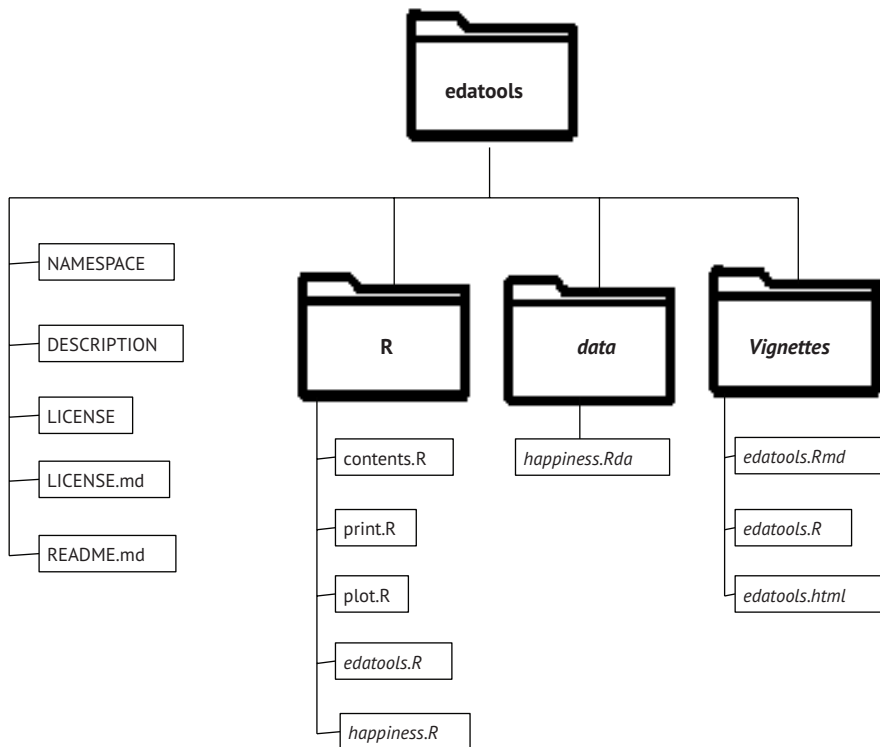 edatools
NAMESPACE
DESCRIPTION
LICENSE
LICENSE.md
README.md
R
contents.R
print.R
plot.R
edatools.R
happiness.R
data
happiness.Rda
Vignettes
edatools.Rmd
edatools.R
edatools.html